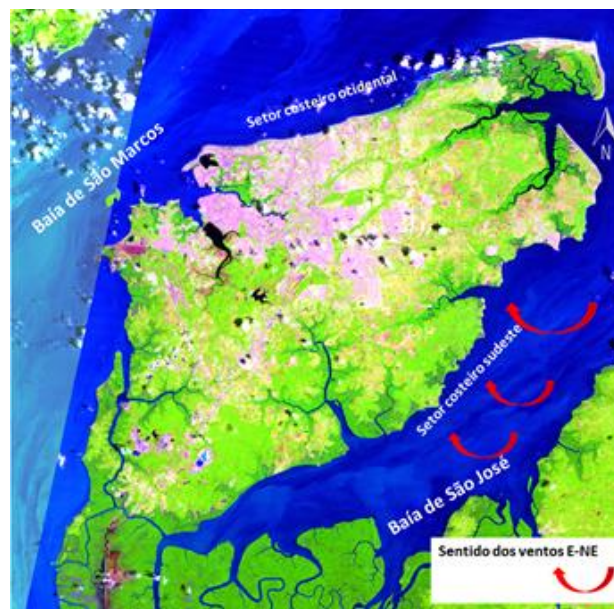 Setor costeiro ocidental
Baía de São Marcos
N
Setor costeiro sudeste
Baía de São José
Sentido dos ventos E-NE